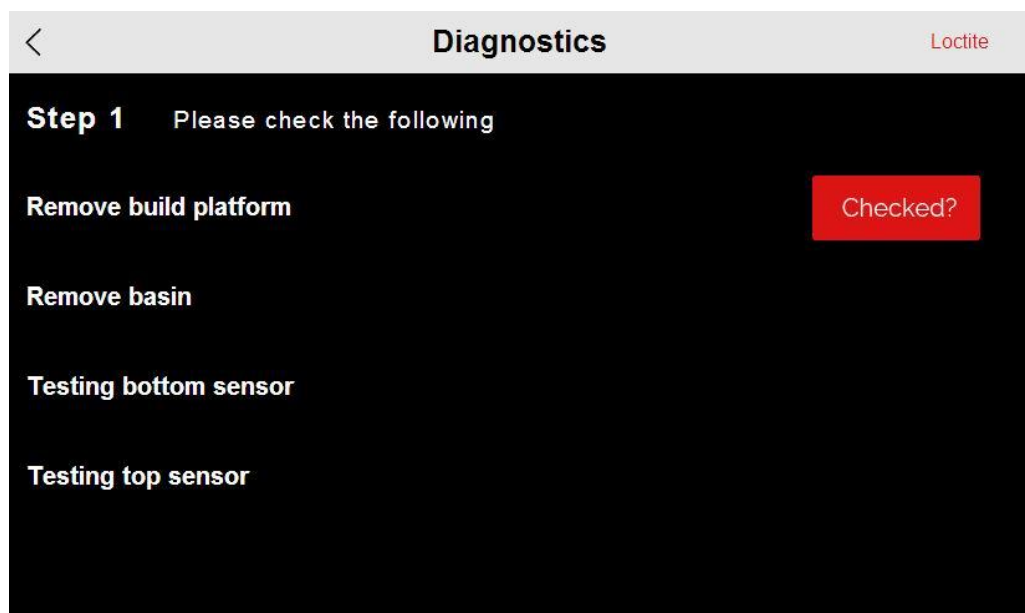 Diagnostics Loctite
Step 1 Please check the following
Remove build platform Checked?
Remove basin
Testing bottom sensor
Testing top sensor